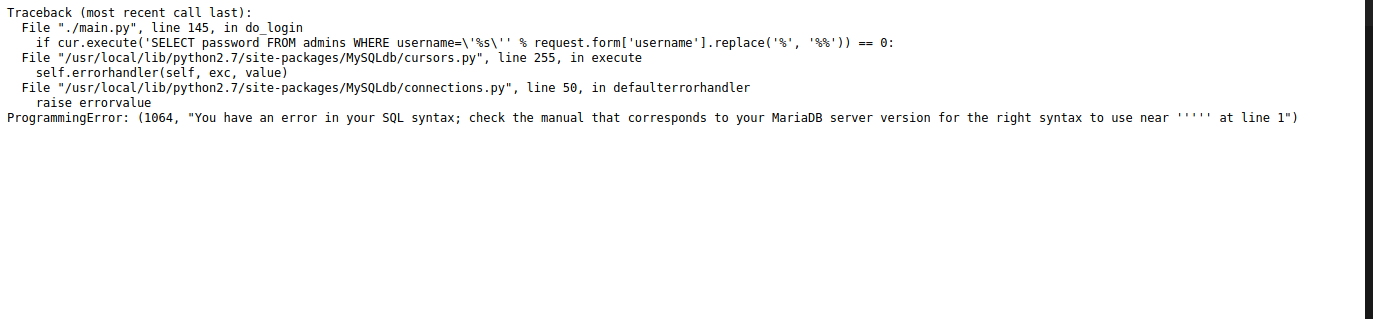 Traceback (most recent call last):
  File "./main.py", line 145, in do_login
    if cur.execute('SELECT password FROM admins WHERE username=\'%s\'' % request.form['username'].replace('%', '%%')) == 0:
  File "/usr/local/lib/python2.7/site-packages/MySQLdb/cursors.py", line 255, in execute
    self.errorhandler(self, exc, value)
  File "/usr/local/lib/python2.7/site-packages/MySQLdb/connections.py", line 50, in defaulterrorhandler
    raise errorvalue
ProgrammingError: (1064, "You have an error in your SQL syntax; check the manual that corresponds to your MariaDB server version for the right syntax to use near ''''' at line 1")